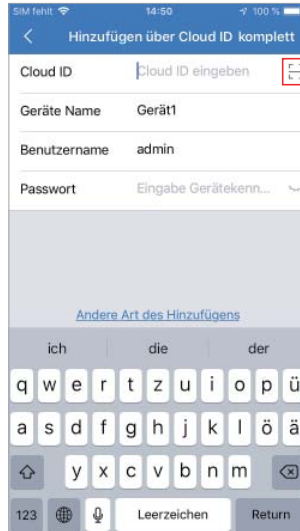 SIM fehlt 14:50 100 %
Hinzufügen über Cloud ID komplett
Cloud ID Cloud ID eingeben
Geräte Name Gerät1
Benutzername admin
Passwort Eingabe Gerätekenn...
Andere Art des Hinzufügens
ich die der
q w e r t z u i o p ü
a s d f g h j k l ö ä
y x c v b n m
123 Leerzeichen Return